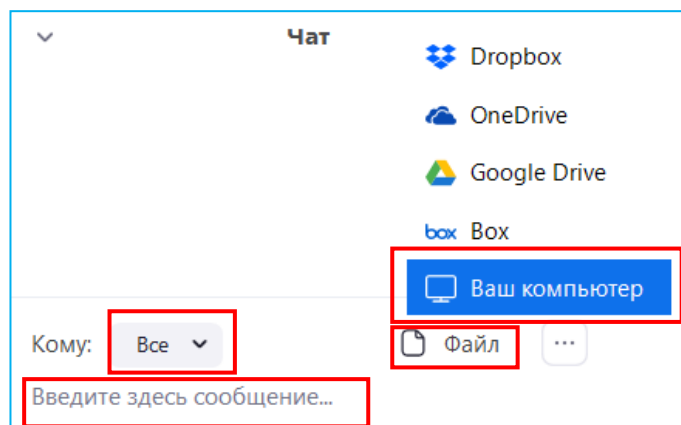 Чат
Dropbox
OneDrive
Google Drive
box Box
Ваш компьютер
Кому: Все Файл ...
Введите здесь сообщение...